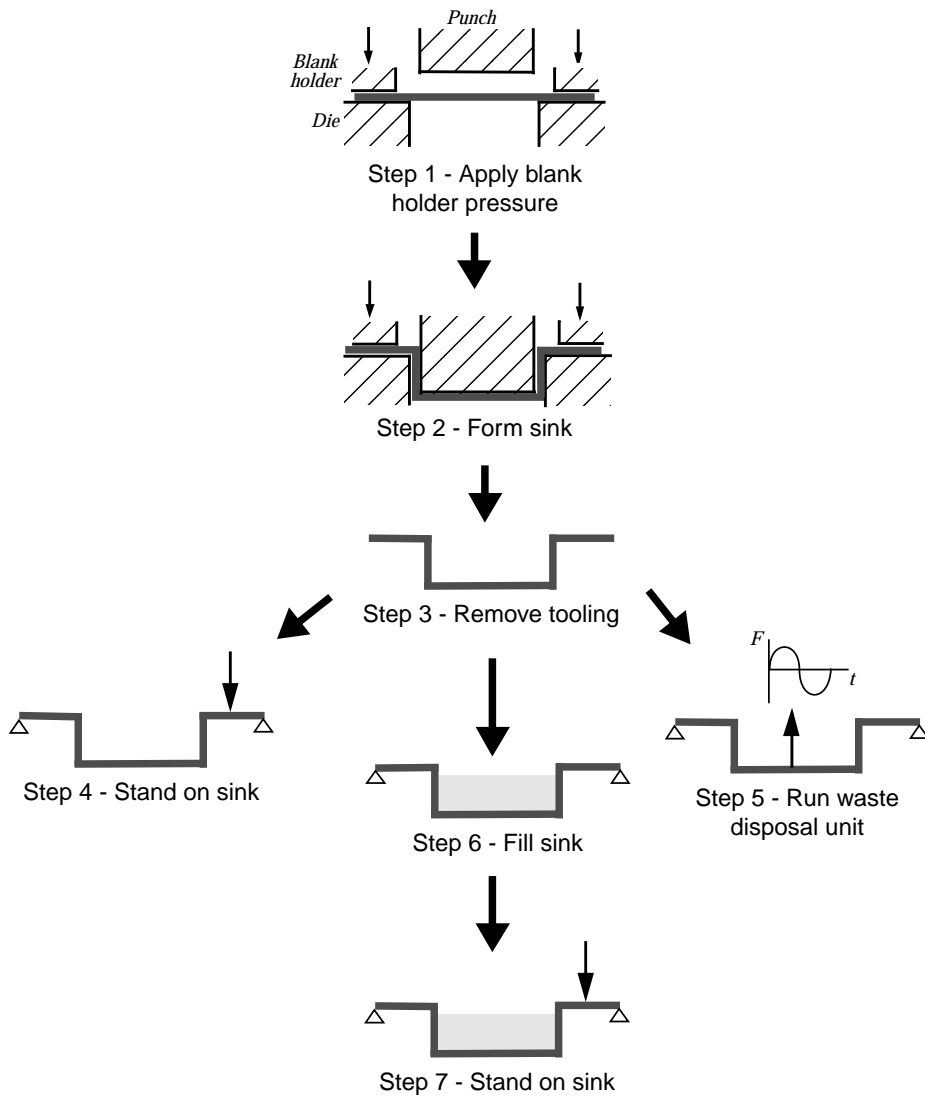 Punch
Blank
holder
Die
Step 1 - Apply blank
holder pressure
Step 2 - Form sink
Step 3 - Remove tooling
F
t
Step 4 - Stand on sink
Step 5 - Run waste
disposal unit
Step 6 - Fill sink
Step 7 - Stand on sink